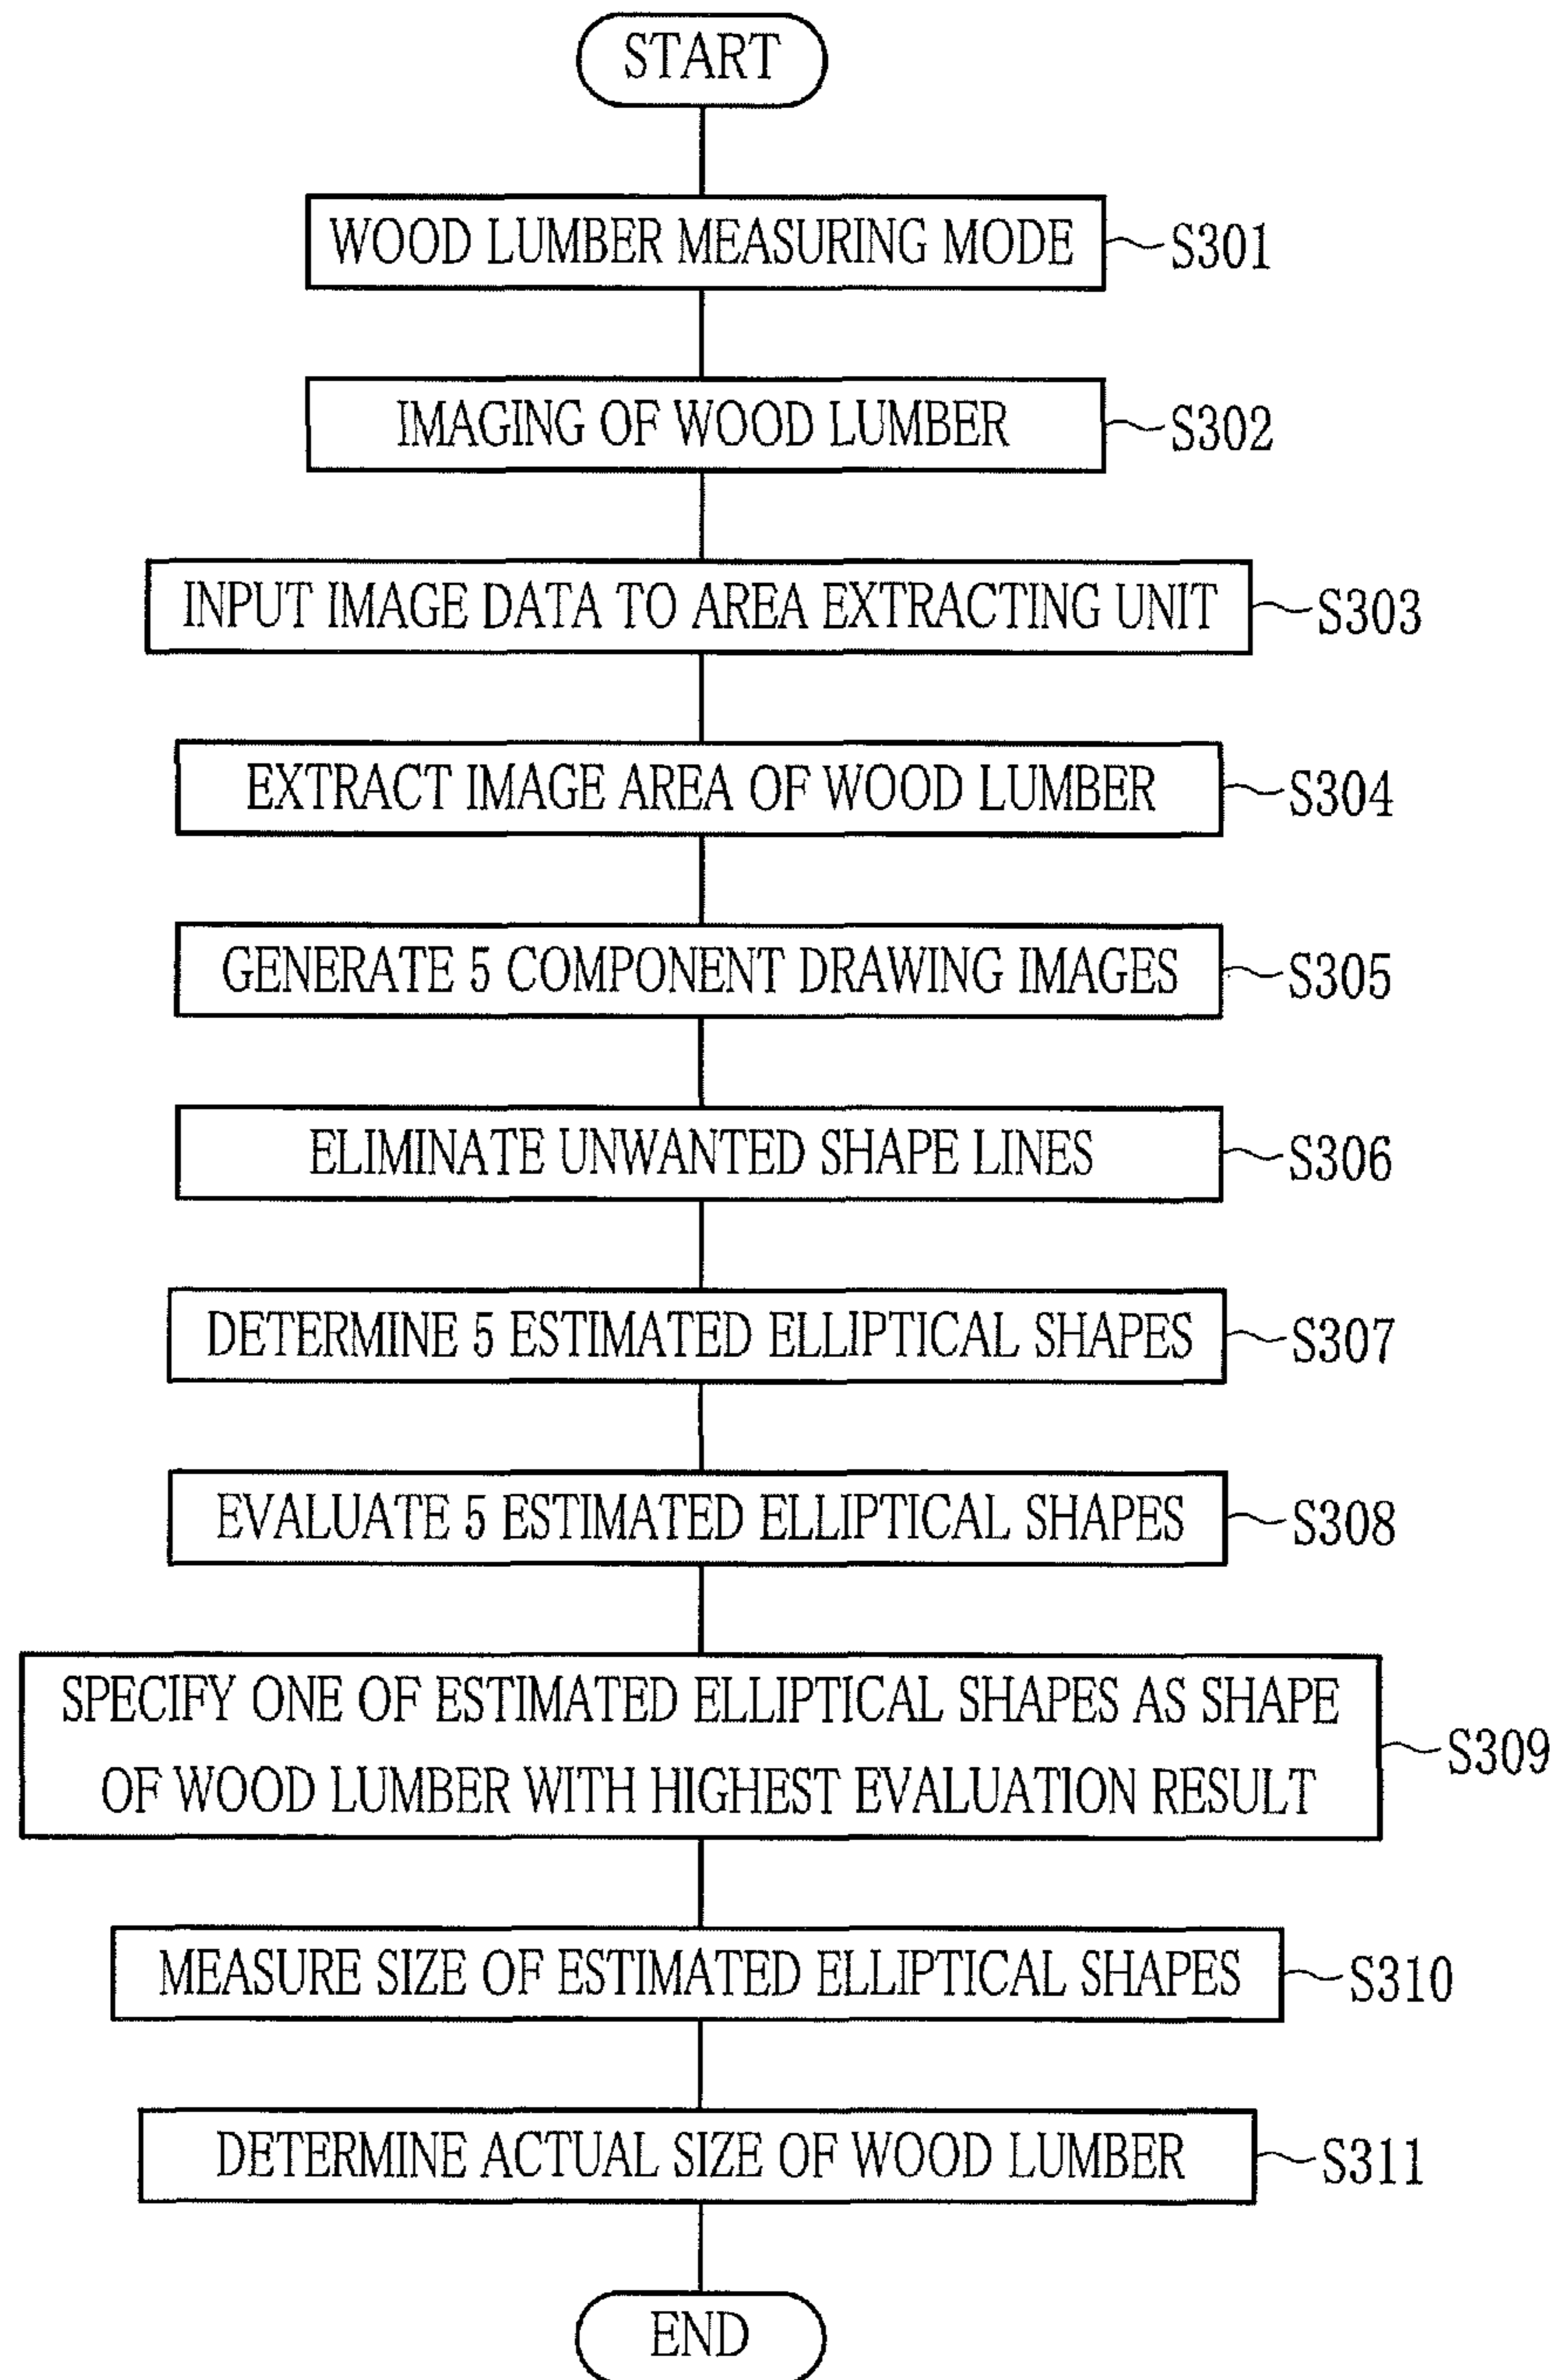 START
WOOD LUMBER MEASURING MODE
S301
IMAGING OF WOOD LUMBER
S302
INPUT IMAGE DATA TO AREA EXTRACTING UNIT
S303
EXTRACT IMAGE AREA OF WOOD LUMBER
S304
GENERATE 5 COMPONENT DRAWING IMAGES
S305
ELIMINATE UNWANTED SHAPE LINES
S306
DETERMINE 5 ESTIMATED ELLIPTICAL SHAPES
S307
EVALUATE 5 ESTIMATED ELLIPTICAL SHAPES
S308
SPECIFY ONE OF ESTIMATED ELLIPTICAL SHAPES AS SHAPE
OF WOOD LUMBER WITH HIGHEST EVALUATION RESULT
S309
MEASURE SIZE OF ESTIMATED ELLIPTICAL SHAPES
S310
DETERMINE ACTUAL SIZE OF WOOD LUMBER
S311
END